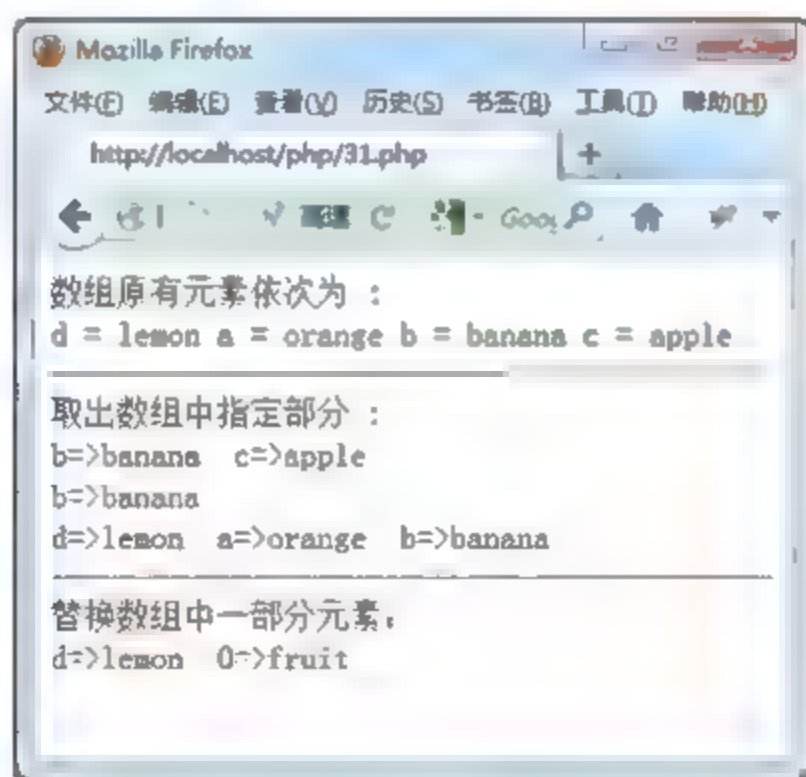 Mozilla Firefox
文件(F) 编辑(E) 查看(V) 历史(S) 书签(B) 工具(T) 帮助(H)
http://localhost/php/31.php +
数组原有元素依次为 :
d = lemon a = orange b = banana c = apple
取出数组中指定部分 :
b=>banana c=>apple
b=>banana
d=>lemon a=>orange b=>banana
替换数组中一部分元素:
d=>lemon 0=>fruit